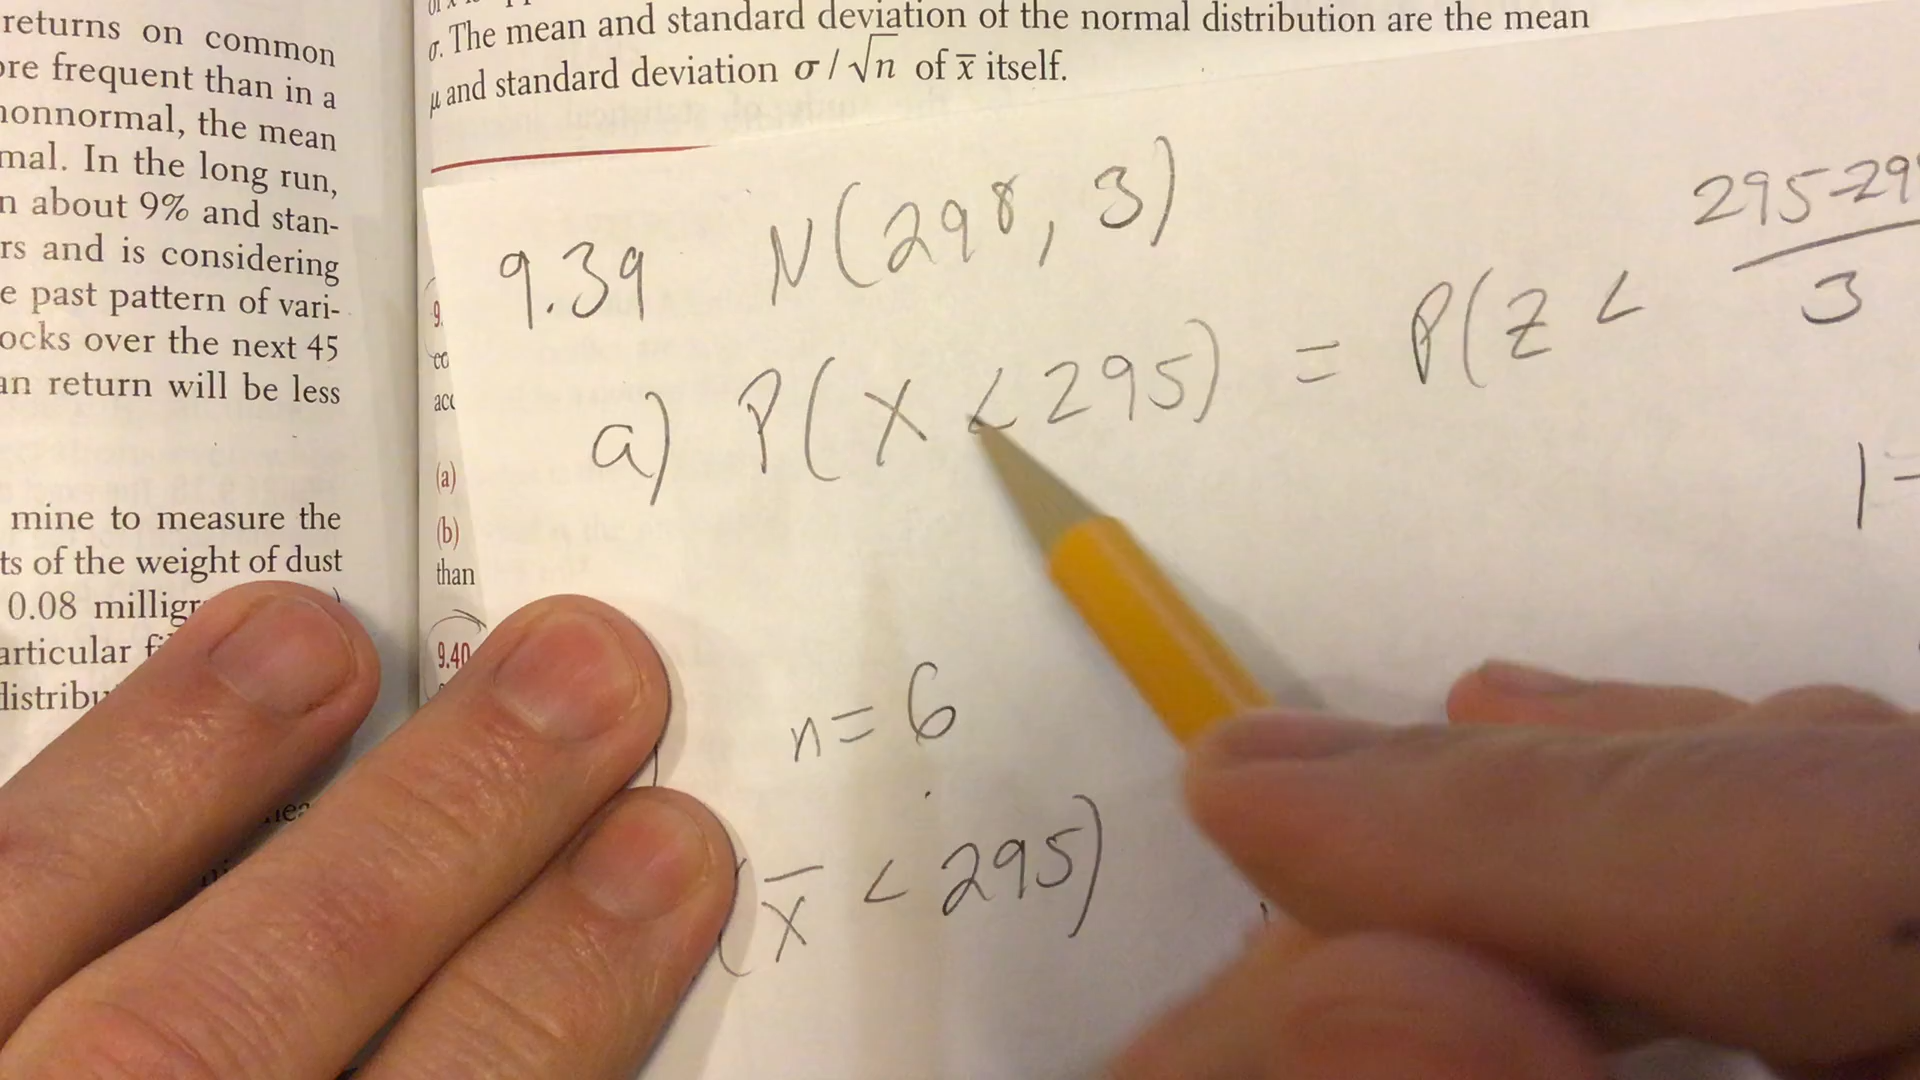 returns on common
ore frequent than in a
nonnormal, the mean
mal. In the long run,
n about 9% and stan-
rs and is considering
e past pattern of vari-
ocks over the next 45
an return will be less
mine to measure the
ts of the weight of dust
0.08 milligr
articular f
distribu
σ. The mean and standard deviation of the normal distribution are the mean
μ and standard deviation σ / √n of x̄ itself.
9.39 N(298, 3)
a) P(X < 295) = P(Z < 295-29
3
1-
n = 6
(x̄ < 295)
9.
co
acc
(a)
(b)
than
9.40